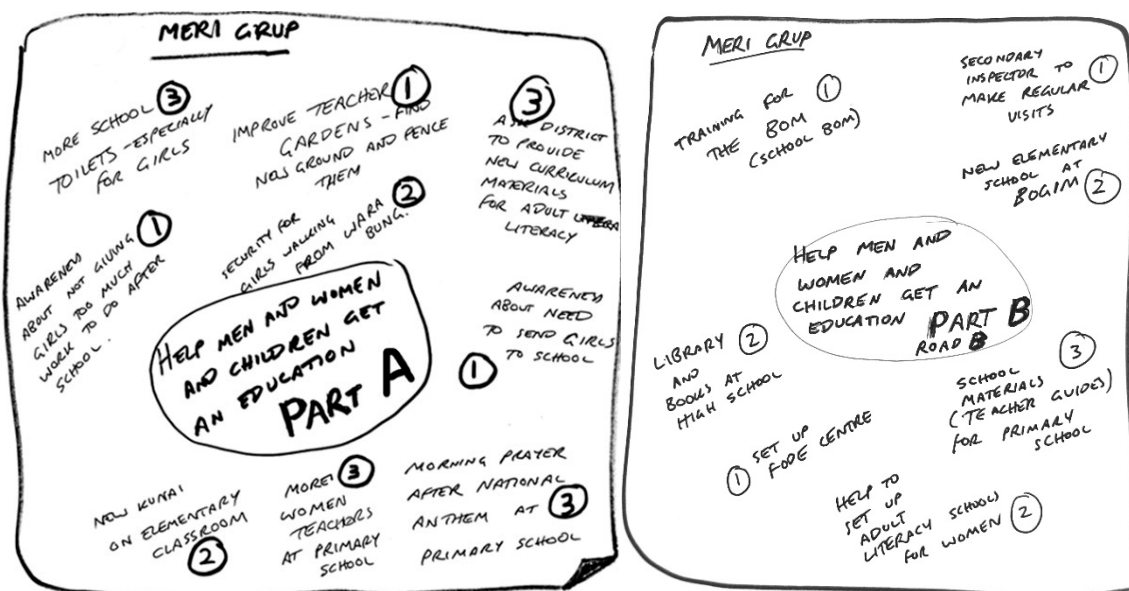 MERI GRUP
MORE SCHOOL 3
TOILETS - ESPECIALLY
FOR GIRLS
IMPROVE TEACHER 1
GARDENS - FIND
NEW GROUND AND FENCE
THEM
3
ASK DISTRICT
TO PROVIDE
NEW CURRICULUM
MATERIALS
FOR ADULT
LITERACY
AWARENESS 1
ABOUT NOT GIVING
GIRLS TOO MUCH
WORK TO DO AFTER
SCHOOL.
SECURITY FOR 2
GIRLS WALKING
FROM WARA
BUNG.
HELP MEN AND WOMEN
AND CHILDREN GET
AN EDUCATION
PART A
AWARENESS
ABOUT NEED
TO SEND GIRLS
TO SCHOOL
1
NEW KUNAI
ON ELEMENTARY
CLASSROOM
2
MORE 3
WOMEN
TEACHERS
AT PRIMARY
SCHOOL
MORNING PRAYER
AFTER NATIONAL
ANTHEM AT 3
PRIMARY SCHOOL
MERI GRUP
TRAINING FOR 1
THE BOM
(SCHOOL BOM)
SECONDARY
INSPECTOR TO
MAKE REGULAR 1
VISITS
NEW ELEMENTARY
SCHOOL AT
BOGIM 2
HELP MEN AND
WOMEN AND
CHILDREN GET AN
EDUCATION PART B
ROAD B
LIBRARY 2
AND
BOOKS AT
HIGH SCHOOL
3
SCHOOL
MATERIALS
(TEACHER GUIDES)
FOR PRIMARY
SCHOOL
1 SET UP
FODE CENTRE
HELP TO
SET UP
ADULT
LITERACY SCHOOLS
FOR WOMEN 2